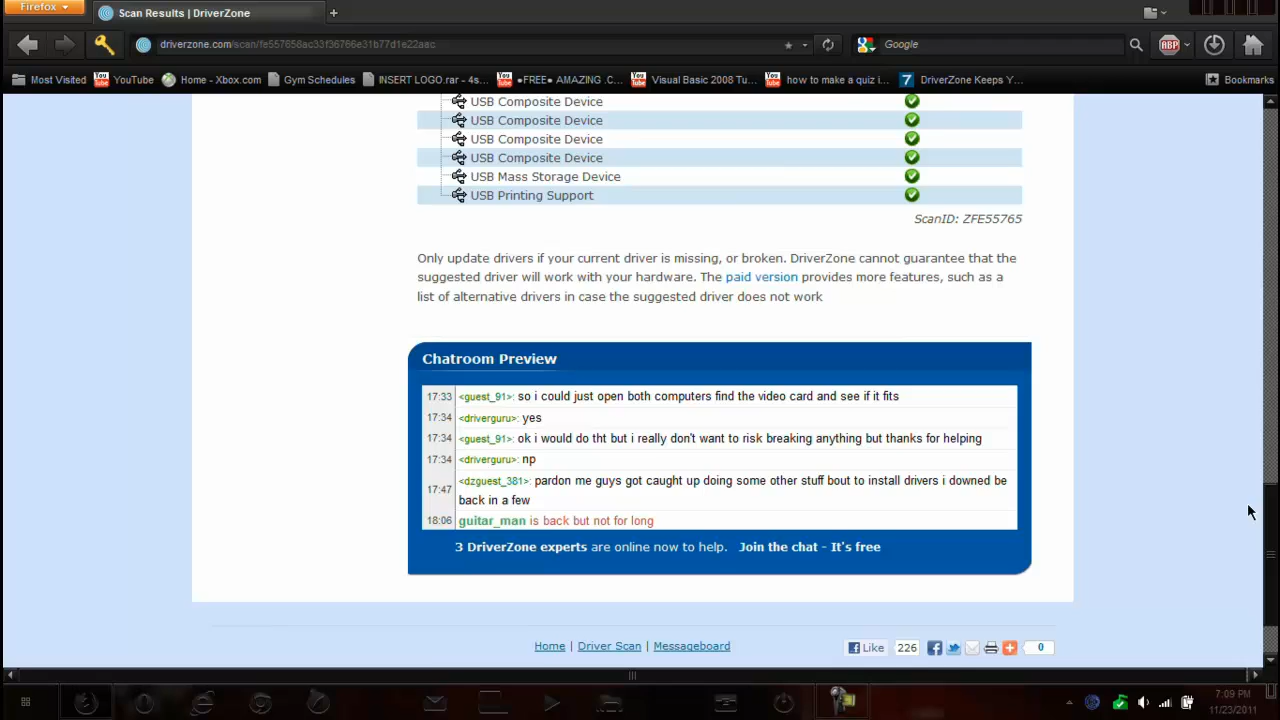 Firefox
Scan Results | DriverZone
driverzone.com/scan/fe557658ac33f36766e31b77d1e22aac
Google
ABP
Most Visited
YouTube
Home - Xbox.com
Gym Schedules
INSERT LOGO.rar - 4s...
•FREE• AMAZING .C...
Visual Basic 2008 Tu...
how to make a quiz i...
7 DriverZone Keeps Y...
Bookmarks
USB Composite Device
USB Composite Device
USB Composite Device
USB Composite Device
USB Mass Storage Device
USB Printing Support
ScanID: ZFE55765
Only update drivers if your current driver is missing, or broken. DriverZone cannot guarantee that the
suggested driver will work with your hardware. The paid version provides more features, such as a
list of alternative drivers in case the suggested driver does not work
Chatroom Preview
17:33 <guest_91>: so i could just open both computers find the video card and see if it fits
17:34 <driverguru>: yes
17:34 <guest_91>: ok i would do tht but i really don't want to risk breaking anything but thanks for helping
17:34 <driverguru>: np
17:47 <dzguest_381>: pardon me guys got caught up doing some other stuff bout to install drivers i downed be
back in a few
18:06 guitar_man is back but not for long
3 DriverZone experts are online now to help. Join the chat - It's free
Home | Driver Scan | Messageboard
Like 226
0
7:09 PM
11/23/2011